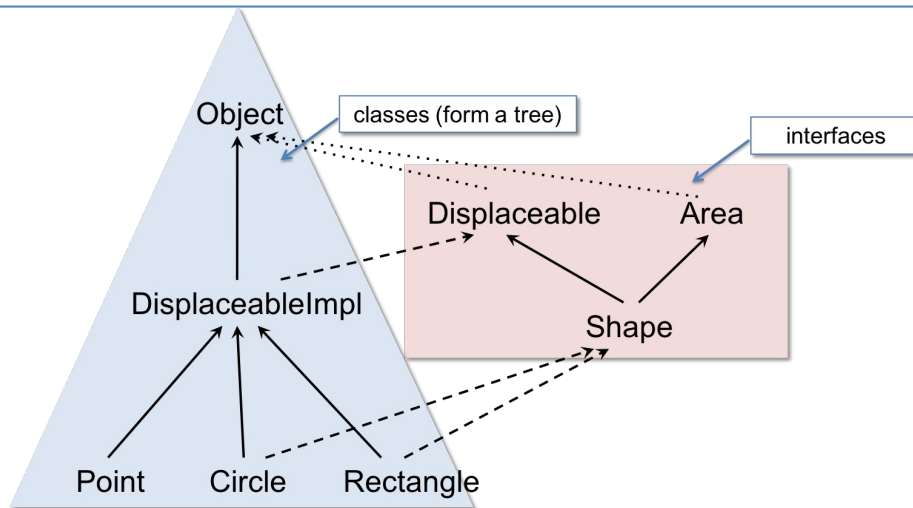 Object
classes (form a tree)
interfaces
Displaceable
Area
DisplaceableImpl
Shape
Point
Circle
Rectangle